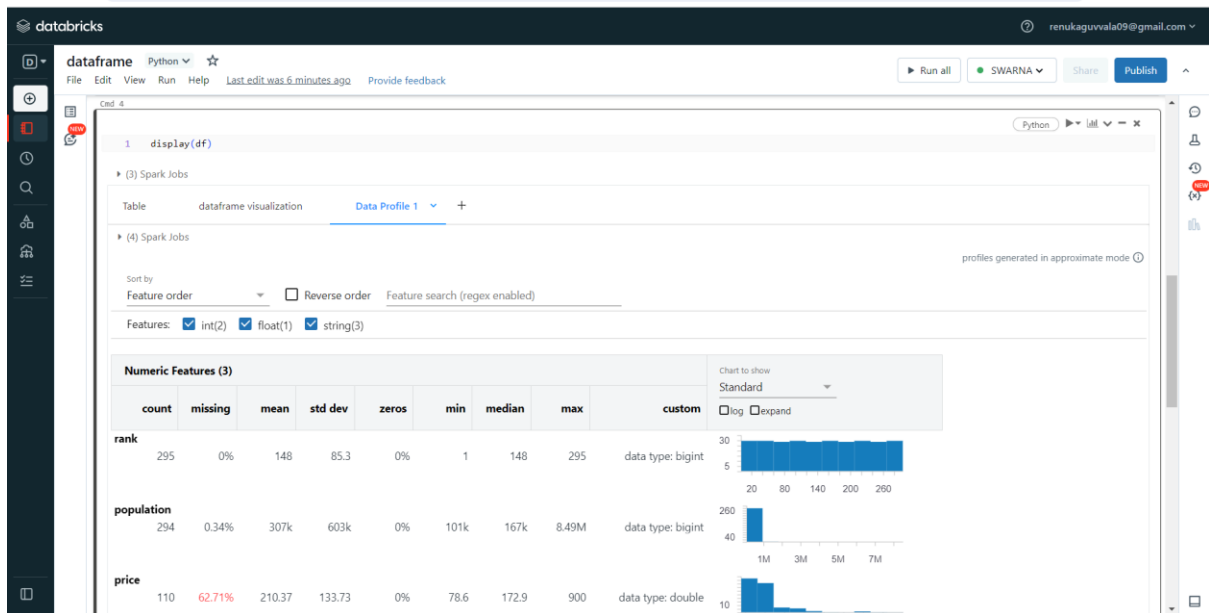 databricks
renukaguvvala09@gmail.com
D
dataframe Python
File Edit View Run Help Last edit was 6 minutes ago Provide feedback
Run all SWARNA Share Publish
NEW
Cmd 4
Python
1 display(df)
(3) Spark Jobs
Table dataframe visualization Data Profile 1 +
NEW
(4) Spark Jobs
profiles generated in approximate mode
Sort by
Feature order Reverse order Feature search (regex enabled)
Features: int(2) float(1) string(3)
Numeric Features (3)
Chart to show
Standard
count missing mean std dev zeros min median max custom
log expand
rank
295 0% 148 85.3 0% 1 148 295 data type: bigint
30
5
20 80 140 200 260
population
294 0.34% 307k 603k 0% 101k 167k 8.49M data type: bigint
260
40
1M 3M 5M 7M
price
110 62.71% 210.37 133.73 0% 78.6 172.9 900 data type: double
10